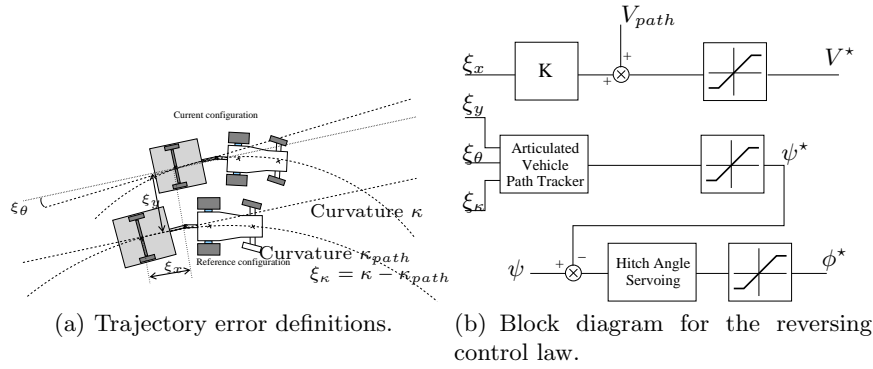 Current configuration
ξθ
ξy
Curvature κ
Curvature κpath
Reference configuration
ξx
ξκ = κ − κpath
(a) Trajectory error definitions.
Vpath
ξx
K
+
+
V⋆
ξy
ξθ
ξκ
Articulated
Vehicle
Path Tracker
ψ⋆
ψ
+
−
Hitch Angle
Servoing
ϕ⋆
(b) Block diagram for the reversing
control law.